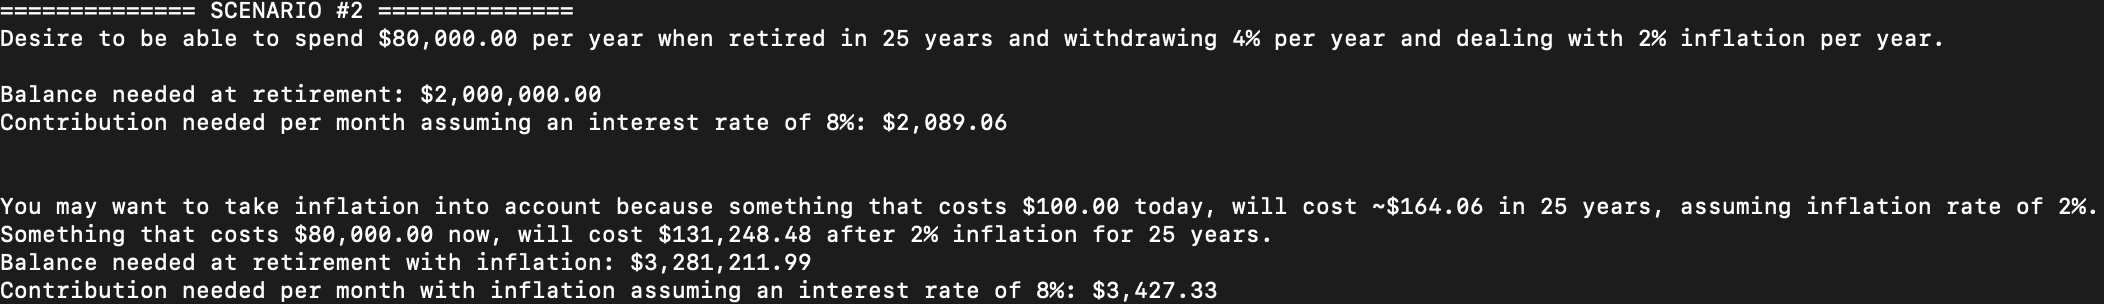 ============== SCENARIO #2 ==============
Desire to be able to spend $80,000.00 per year when retired in 25 years and withdrawing 4% per year and dealing with 2% inflation per year.
Balance needed at retirement: $2,000,000.00
Contribution needed per month assuming an interest rate of 8%: $2,089.06
You may want to take inflation into account because something that costs $100.00 today, will cost ~$164.06 in 25 years, assuming inflation rate of 2%.
Something that costs $80,000.00 now, will cost $131,248.48 after 2% inflation for 25 years.
Balance needed at retirement with inflation: $3,281,211.99
Contribution needed per month with inflation assuming an interest rate of 8%: $3,427.33